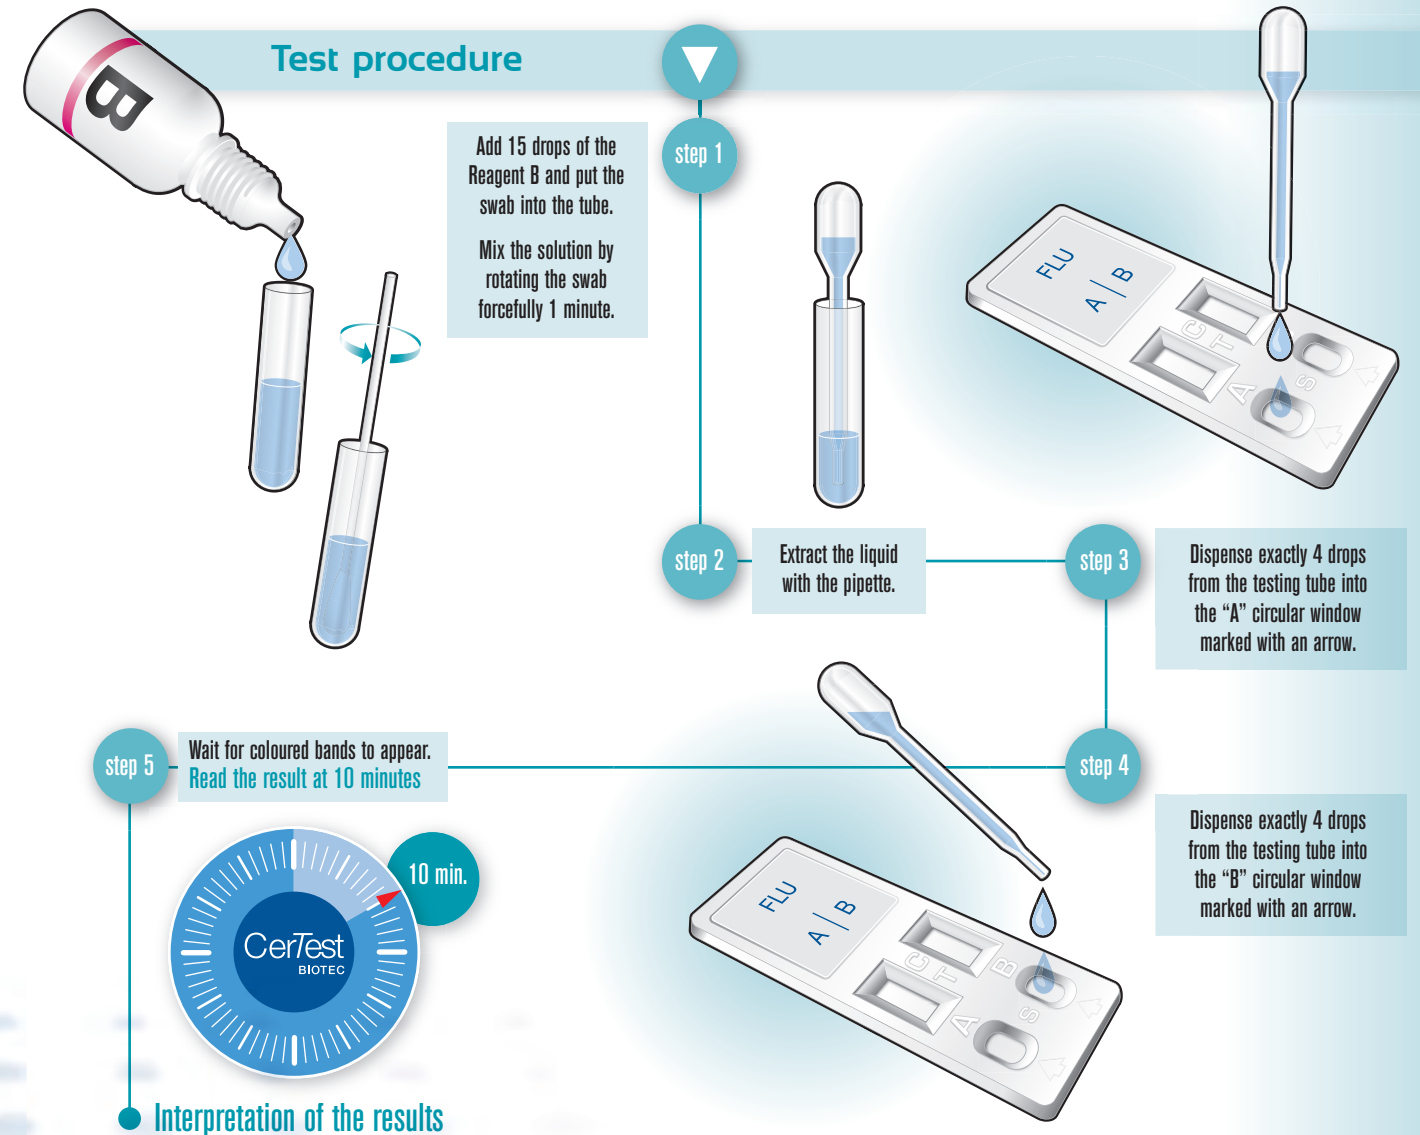 Test procedure
B
step 1
Add 15 drops of the
Reagent B and put the
swab into the tube.
Mix the solution by
rotating the swab
forcefully 1 minute.
FLU
A | B
C
T
A
S
step 2
Extract the liquid
with the pipette.
step 3
Dispense exactly 4 drops
from the testing tube into
the “A” circular window
marked with an arrow.
step 4
Dispense exactly 4 drops
from the testing tube into
the “B” circular window
marked with an arrow.
FLU
A | B
C
T
B
A
S
step 5
Wait for coloured bands to appear.
Read the result at 10 minutes
10 min.
CerTest
BIOTEC
Interpretation of the results